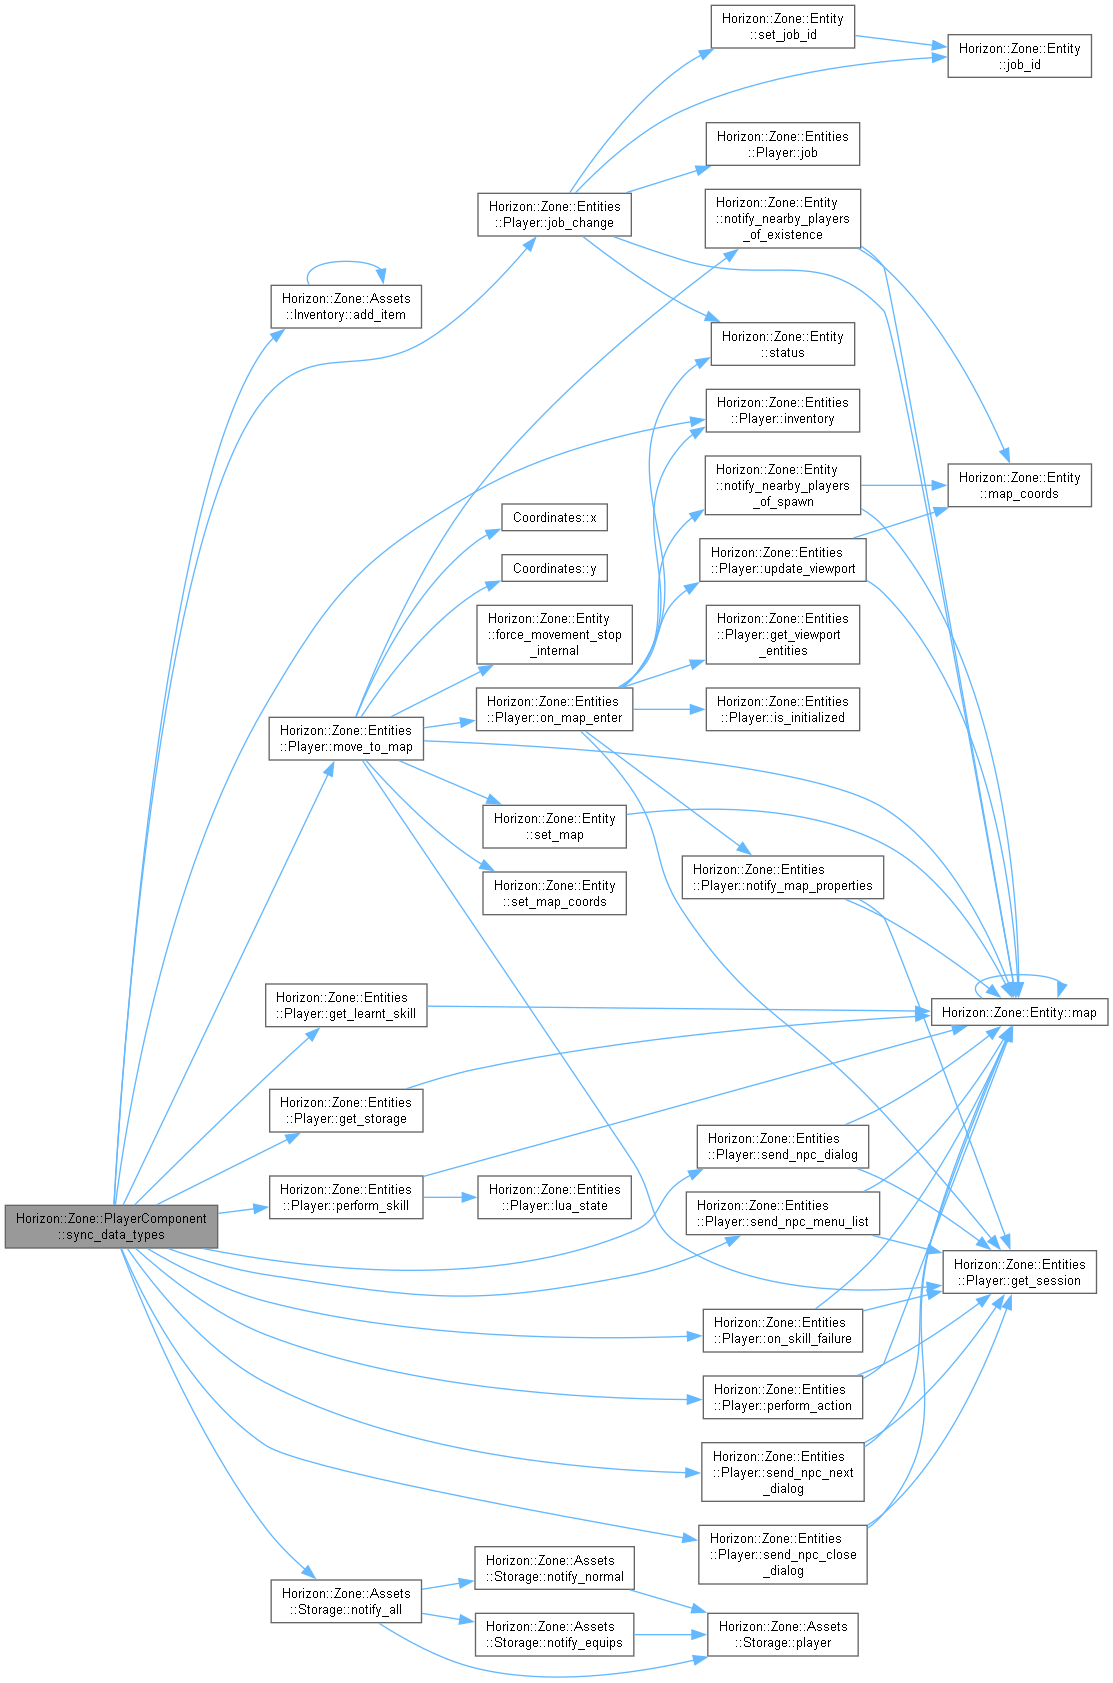 Horizon::Zone::Entity
::set_job_id
Horizon::Zone::Entity
::job_id
Horizon::Zone::Entities
::Player::job
Horizon::Zone::Entities
::Player::job_change
Horizon::Zone::Entity
::notify_nearby_players
_of_existence
Horizon::Zone::Assets
::Inventory::add_item
Horizon::Zone::Entity
::status
Horizon::Zone::Entities
::Player::inventory
Horizon::Zone::Entity
::notify_nearby_players
_of_spawn
Horizon::Zone::Entity
::map_coords
Coordinates::x
Horizon::Zone::Entities
::Player::update_viewport
Coordinates::y
Horizon::Zone::Entity
::force_movement_stop
_internal
Horizon::Zone::Entities
::Player::get_viewport
_entities
Horizon::Zone::Entities
::Player::on_map_enter
Horizon::Zone::Entities
::Player::is_initialized
Horizon::Zone::Entities
::Player::move_to_map
Horizon::Zone::Entity
::set_map
Horizon::Zone::Entities
::Player::notify_map_properties
Horizon::Zone::Entity
::set_map_coords
Horizon::Zone::Entities
::Player::get_learnt_skill
Horizon::Zone::Entity::map
Horizon::Zone::Entities
::Player::get_storage
Horizon::Zone::Entities
::Player::send_npc_dialog
Horizon::Zone::Entities
::Player::perform_skill
Horizon::Zone::Entities
::Player::lua_state
Horizon::Zone::Entities
::Player::send_npc_menu_list
Horizon::Zone::PlayerComponent
::sync_data_types
Horizon::Zone::Entities
::Player::get_session
Horizon::Zone::Entities
::Player::on_skill_failure
Horizon::Zone::Entities
::Player::perform_action
Horizon::Zone::Entities
::Player::send_npc_next
_dialog
Horizon::Zone::Entities
::Player::send_npc_close
_dialog
Horizon::Zone::Assets
::Storage::notify_normal
Horizon::Zone::Assets
::Storage::notify_all
Horizon::Zone::Assets
::Storage::notify_equips
Horizon::Zone::Assets
::Storage::player